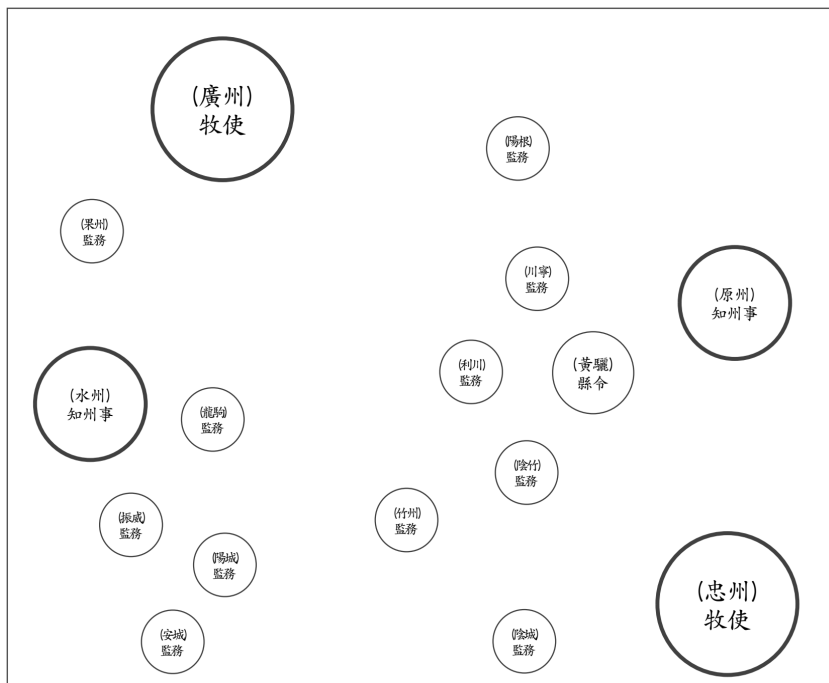 (廣州)
牧使
(陽根)
監務
(果州)
監務
(川寧)
監務
(原州)
知州事
(利川)
監務
(黃驪)
縣令
(水州)
知州事
(龍駒)
監務
(陰竹)
監務
(振威)
監務
(竹州)
監務
(陽城)
監務
(忠州)
牧使
(安城)
監務
(陰城)
監務